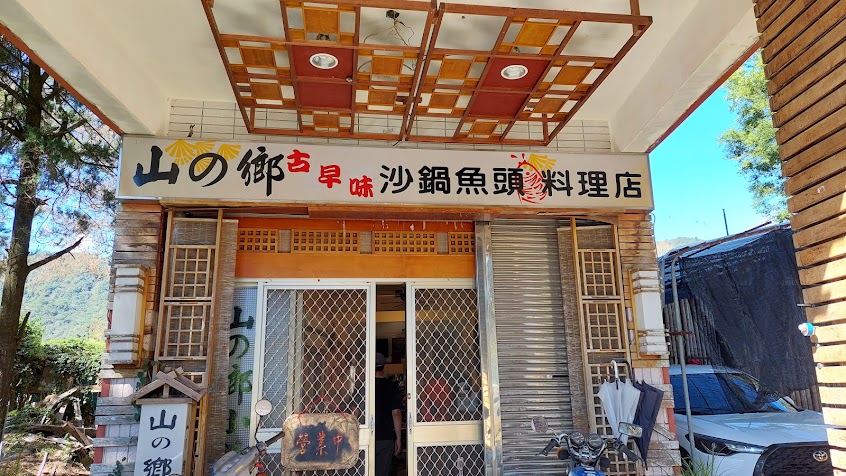 山の鄉 古早味 沙鍋魚頭 料理店
山の鄉
山の鄉
營業中